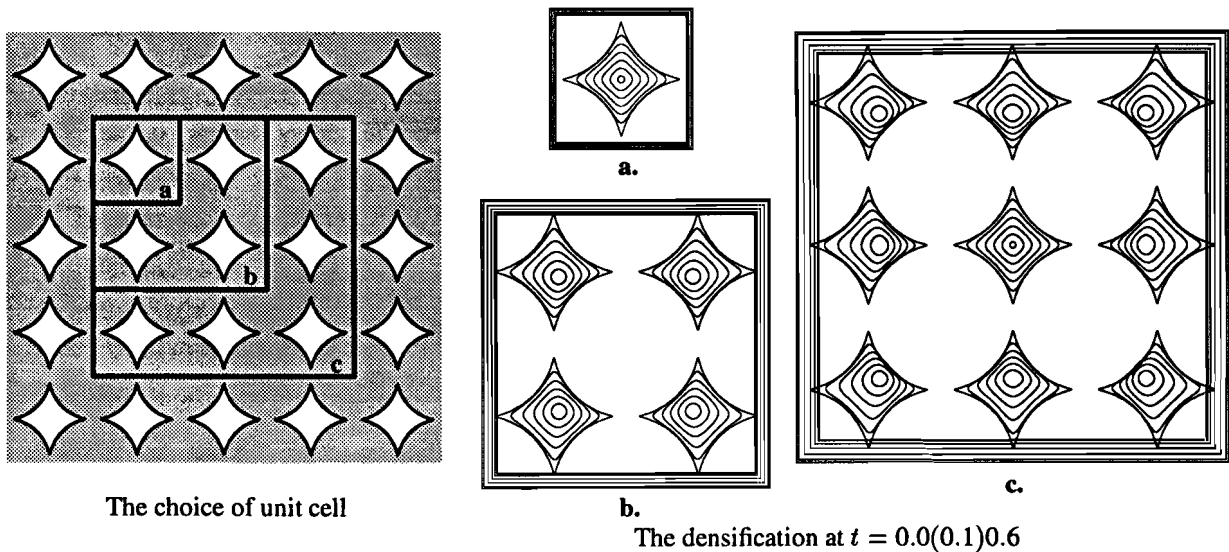 a
b
c
The choice of unit cell
a.
b.
c.
The densification at t = 0.0(0.1)0.6